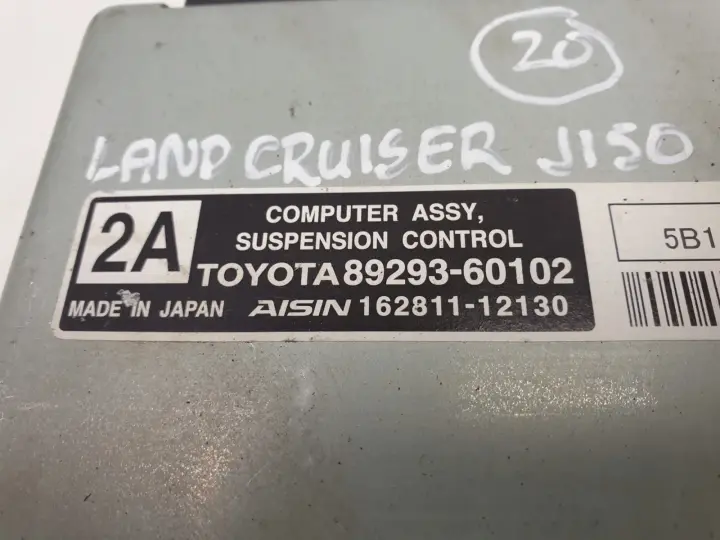 20
LAND CRUISER J150
2A
COMPUTER ASSY,
SUSPENSION CONTROL
TOYOTA 89293-60102
MADE IN JAPAN AISIN 162811-12130
5B1